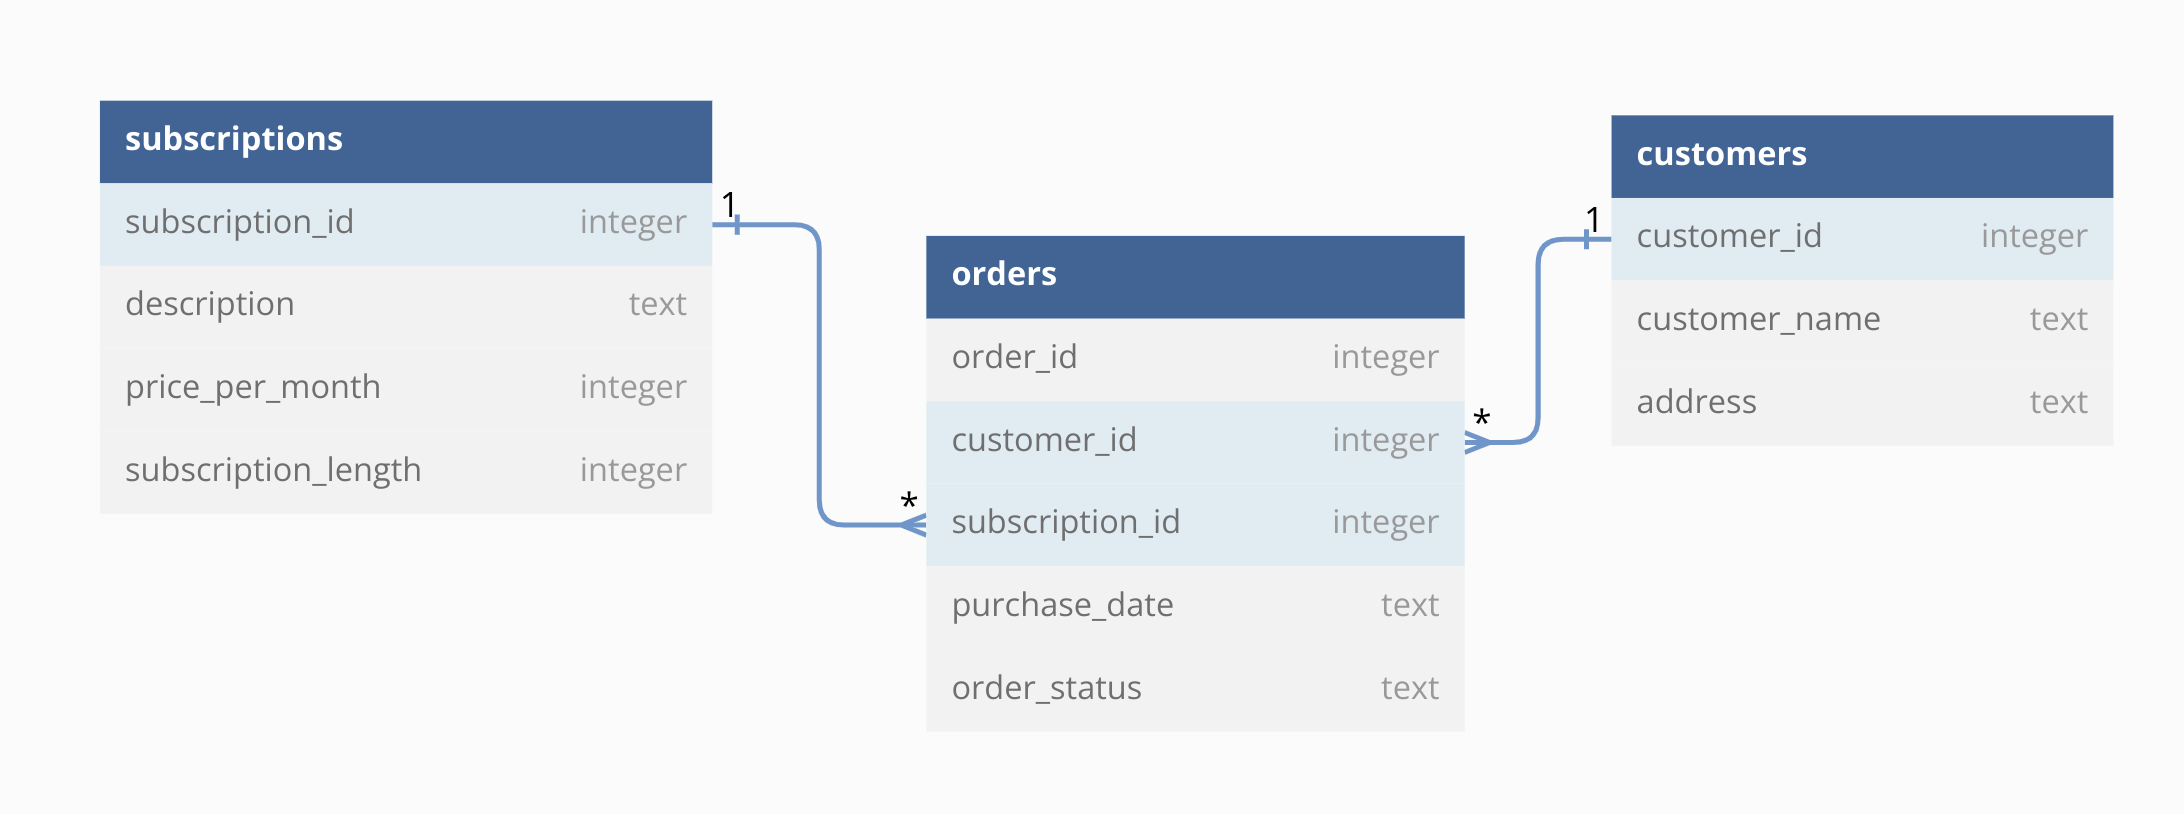 subscriptions
subscription_id integer
description text
price_per_month integer
subscription_length integer
1
*
orders
order_id integer
customer_id integer
subscription_id integer
purchase_date text
order_status text
*
1
customers
customer_id integer
customer_name text
address text